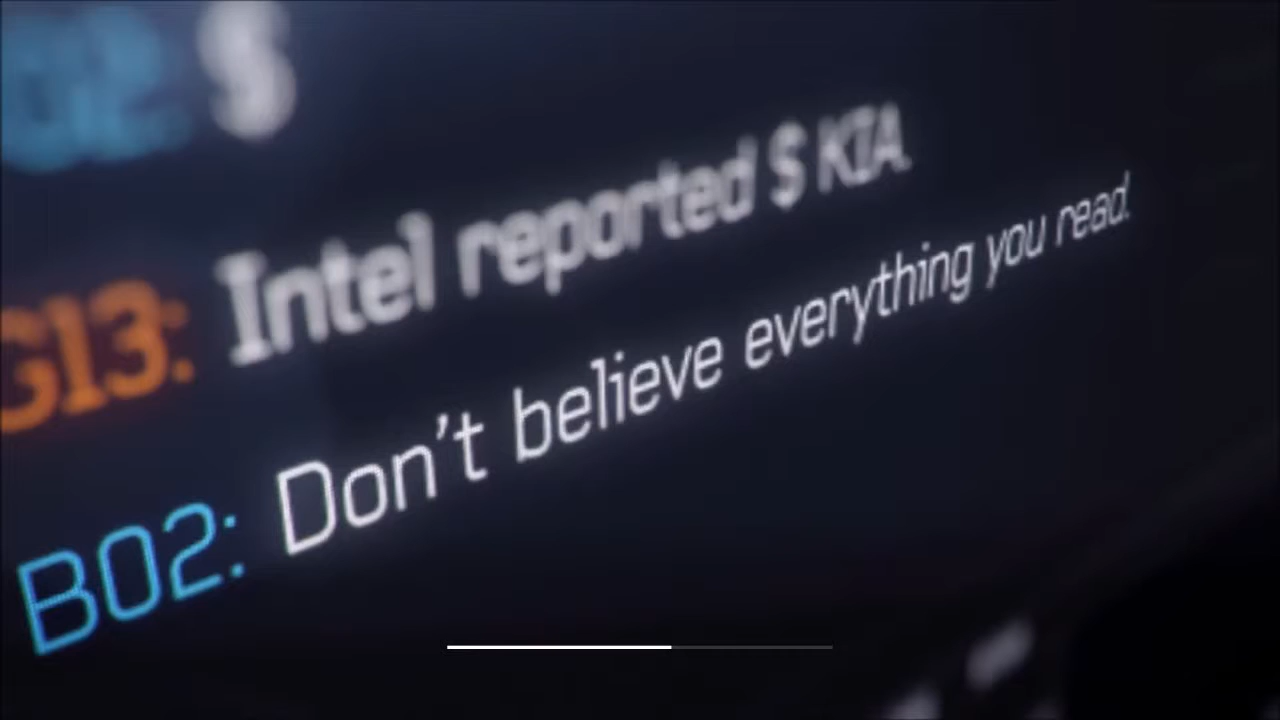 $
G13: Intel reported $ KIA.
B02: Don't believe everything you read.